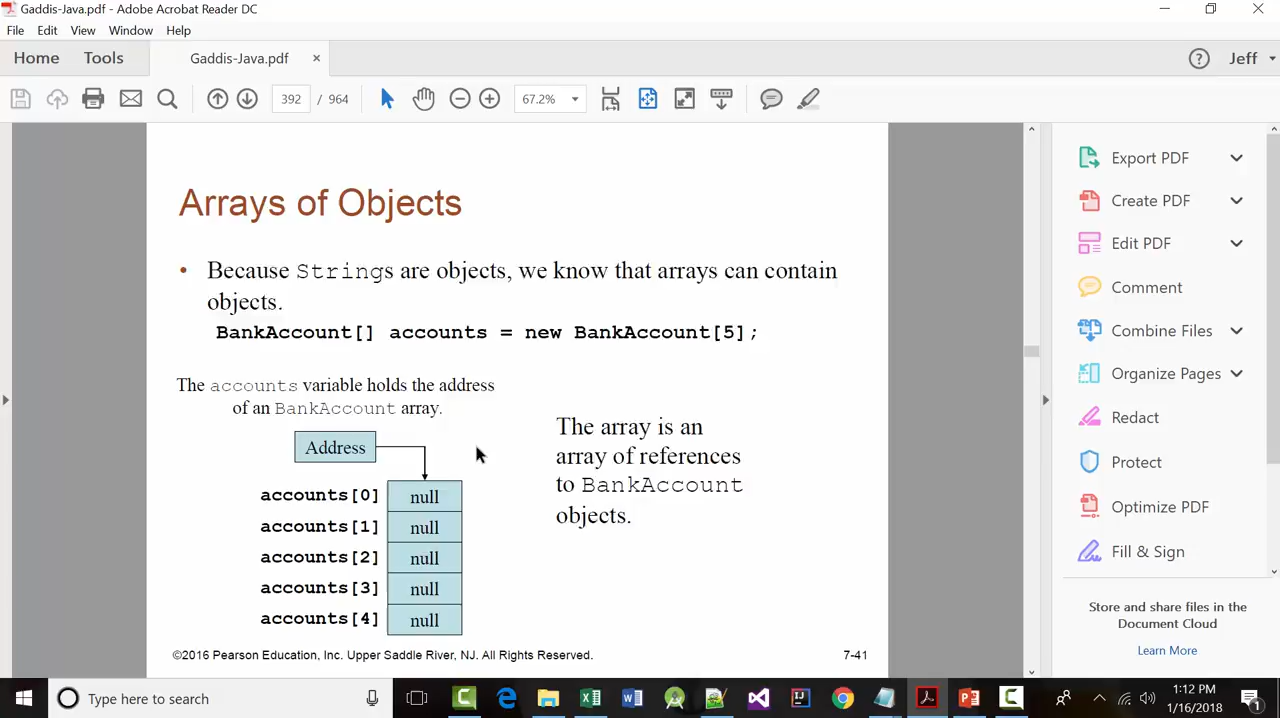 Gaddis-Java.pdf - Adobe Acrobat Reader DC
File Edit View Window Help
Home Tools Gaddis-Java.pdf × ? Jeff
392 / 964 67.2%
Export PDF
Create PDF
Edit PDF
Comment
Combine Files
Organize Pages
Redact
Protect
Optimize PDF
Fill & Sign
Store and share files in the
Document Cloud
Learn More
Arrays of Objects
• Because Strings are objects, we know that arrays can contain
objects.
BankAccount[] accounts = new BankAccount[5];
The accounts variable holds the address
of an BankAccount array.
Address
accounts[0] null
accounts[1] null
accounts[2] null
accounts[3] null
accounts[4] null
The array is an
array of references
to BankAccount
objects.
©2016 Pearson Education, Inc. Upper Saddle River, NJ. All Rights Reserved. 7-41
Type here to search
1:12 PM
1/16/2018
1